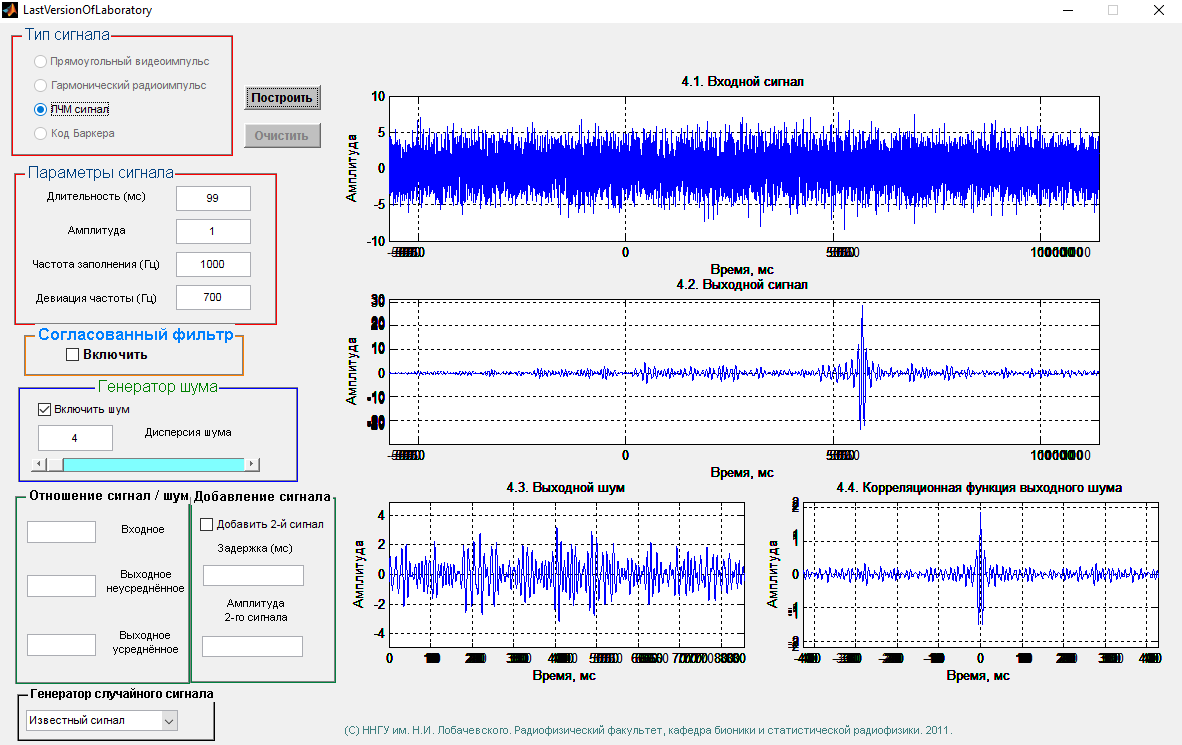 LastVersionOfLaboratory
Тип сигнала
Прямоугольный видеоимпульс
Гармонический радиоимпульс
ЛЧМ сигнал
Код Баркера
Построить
Очистить
Параметры сигнала
Длительность (мс)
99
Амплитуда
1
Частота заполнения (Гц)
1000
Девиация частоты (Гц)
700
Согласованный фильтр
Включить
Генератор шума
Включить шум
4
Дисперсия шума
Отношение сигнал / шум
Входное
Выходное
неусреднённое
Выходное
усреднённое
Добавление сигнала
Добавить 2-й сигнал
Задержка (мс)
Амплитуда
2-го сигнала
Генератор случайного сигнала
Известный сигнал
4.1. Входной сигнал
Амплитуда
10
5
0
-5
-10
0
Время, мс
4.2. Выходной сигнал
Амплитуда
10
0
-10
0
Время, мс
4.3. Выходной шум
Амплитуда
4
2
0
-2
-4
0
Время, мс
4.4. Корреляционная функция выходного шума
Амплитуда
0
0
Время, мс
(С) ННГУ им. Н.И. Лобачевского. Радиофизический факультет, кафедра бионики и статистической радиофизики. 2011.